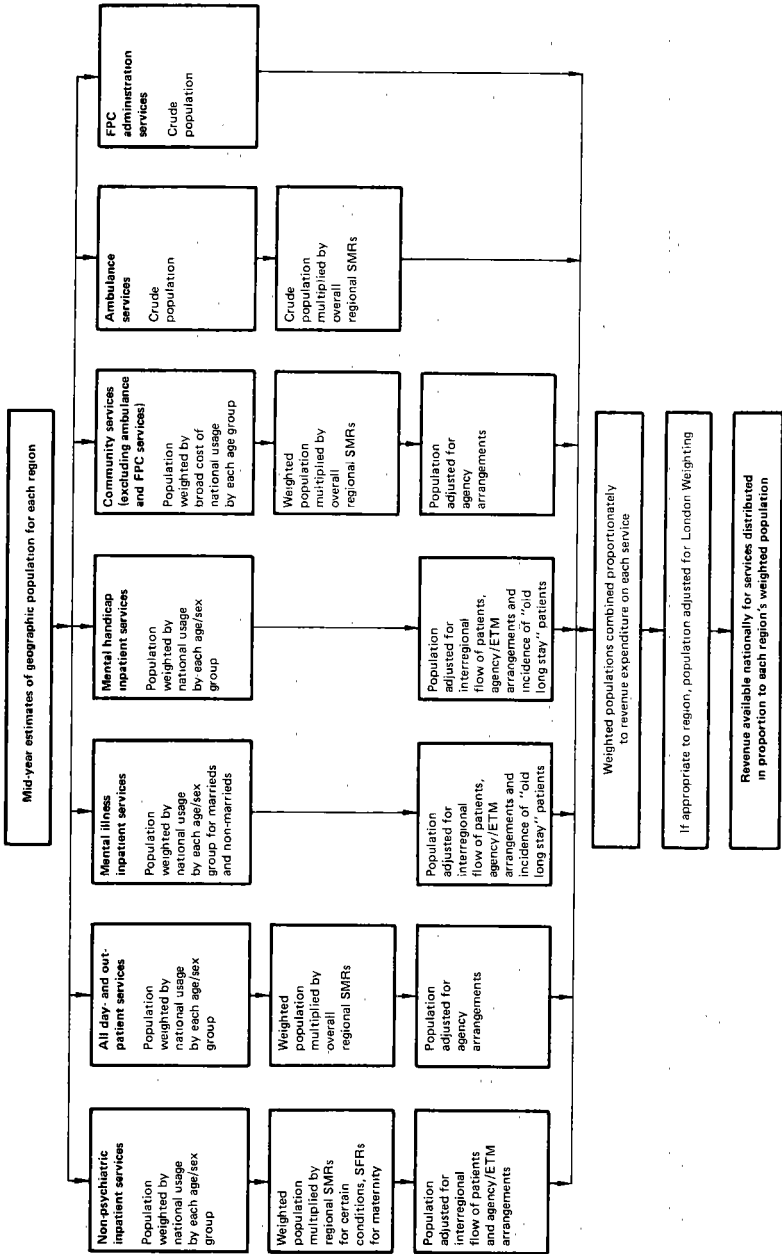 Mid-year estimates of geographic population for each region
Non-psychiatric
inpatient services
Population
weighted by
national usage
by each age/sex
group
Weighted
population
multiplied by
regional SMRs
for certain
conditions, SFRs
for maternity
Population
adjusted for
interregional
flow of patients
and agency/ETM
arrangements
All day- and out-
patient services
Population
weighted by
national usage
by each age/sex
group
Weighted
population
multiplied by
overall
regional SMRs
Population
adjusted for
agency
arrangements
Mental illness
inpatient services
Population
weighted by
national usage
by each age/sex
group for marrieds
and non-marrieds
Population
adjusted for
interregional
flow of patients,
agency/ETM
arrangements and
incidence of "old
long stay" patients
Mental handicap
inpatient services
Population
weighted by
national usage
by each age/sex
group
Population
adjusted for
interregional
flow of patients,
agency/ETM
arrangements and
incidence of "old
long stay" patients
Community services
(excluding ambulance
and FPC services)
Population
weighted by
broad cost of
national usage
by each age group
Weighted
population
multiplied by
overall
regional SMRs
Population
adjusted for
agency
arrangements
Ambulance
services
Crude
population
Crude
population
multiplied by
overall
regional SMRs
FPC
administration
services
Crude
population
Weighted populations combined proportionately
to revenue expenditure on each service
If appropriate to region, population adjusted for London Weighting
Revenue available nationally for services distributed
in proportion to each region's weighted population